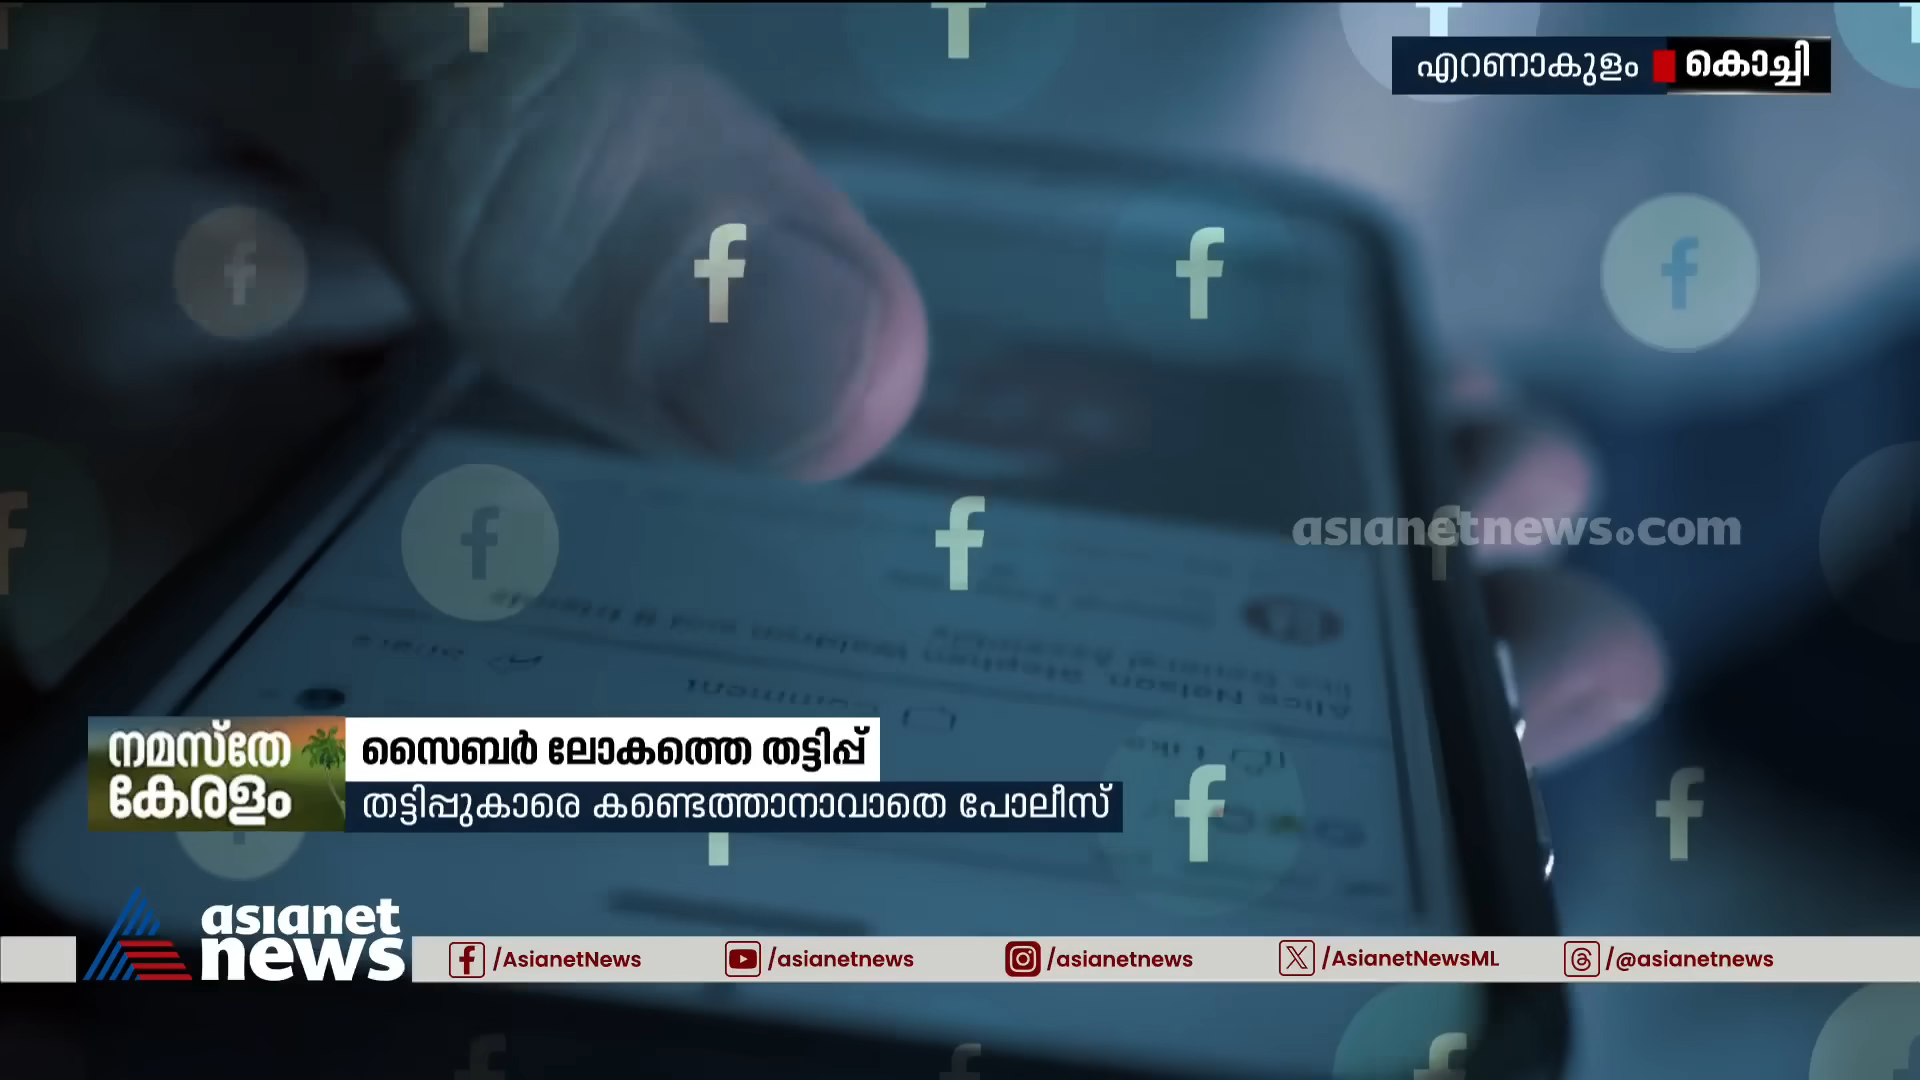 എറണാകുളം കൊച്ചി
asianetnews.com
നമസ്തേ
കേരളം
സൈബർ ലോകത്തെ തട്ടിപ്പ്
തട്ടിപ്പുകാരെ കണ്ടെത്താനാവാതെ പോലീസ്
asianet
news
/AsianetNews /asianetnews /asianetnews /AsianetNewsML /@asianetnews